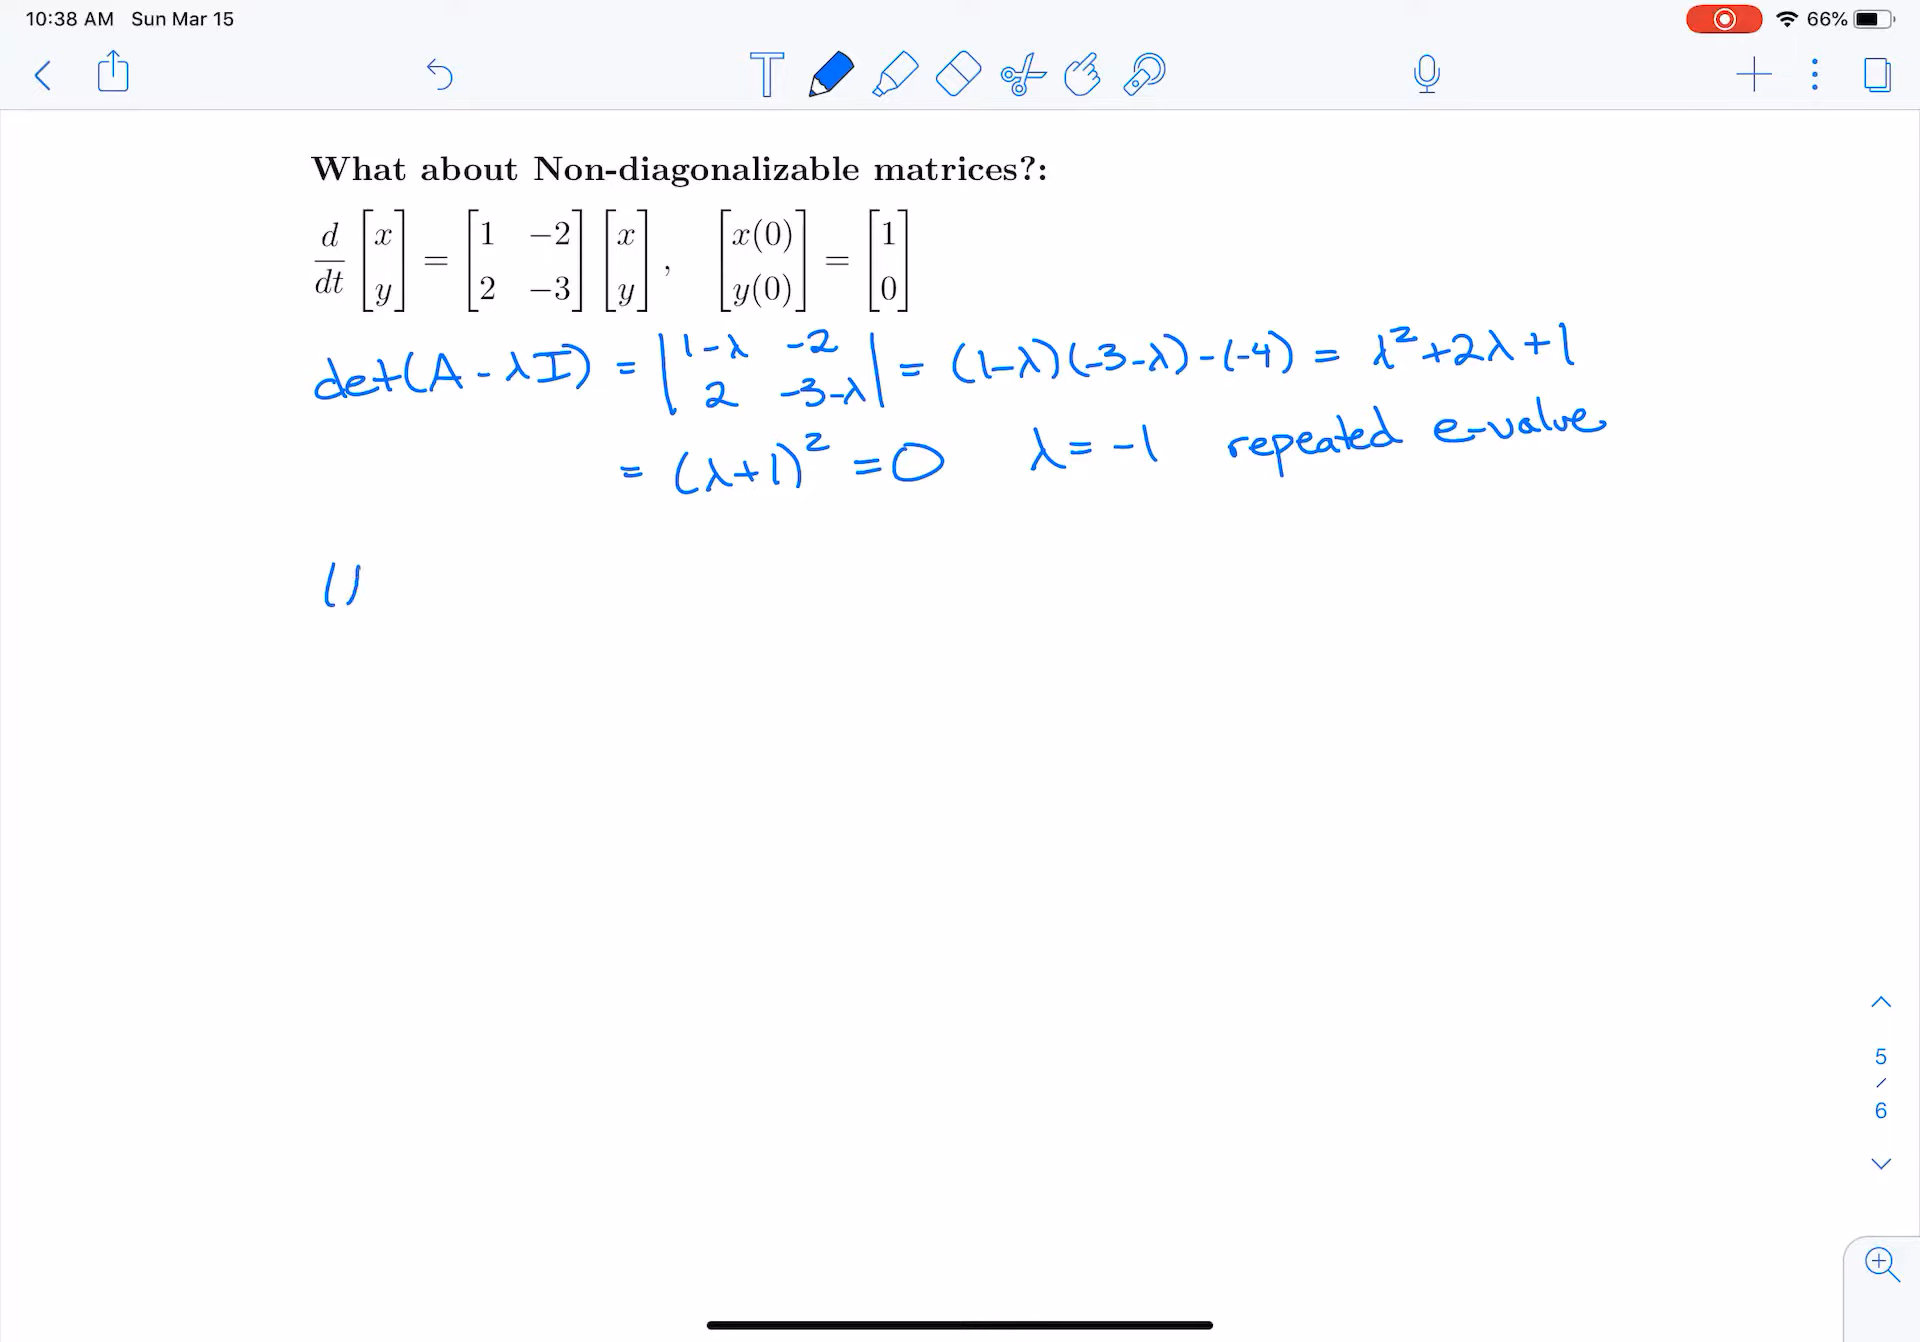 10:38 AM Sun Mar 15 66%
What about Non-diagonalizable matrices?:
d/dt [x y] = [1 −2 2 −3] [x y], [x(0) y(0)] = [1 0]
det(A - λI) = |1-λ -2 2 -3-λ| = (1-λ)(-3-λ)-(-4) = λ²+2λ+1
= (λ+1)² = 0 λ = -1 repeated e-value
5
/
6